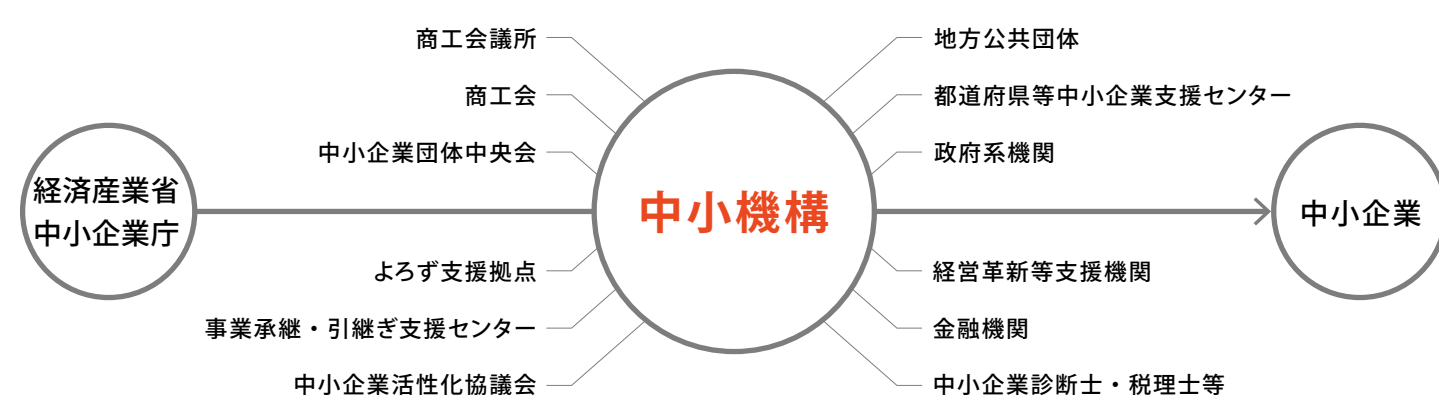 経済産業省
中小企業庁
商工会議所
商工会
中小企業団体中央会
よろず支援拠点
事業承継・引継ぎ支援センター
中小企業活性化協議会
中小機構
地方公共団体
都道府県等中小企業支援センター
政府系機関
経営革新等支援機関
金融機関
中小企業診断士・税理士等
中小企業